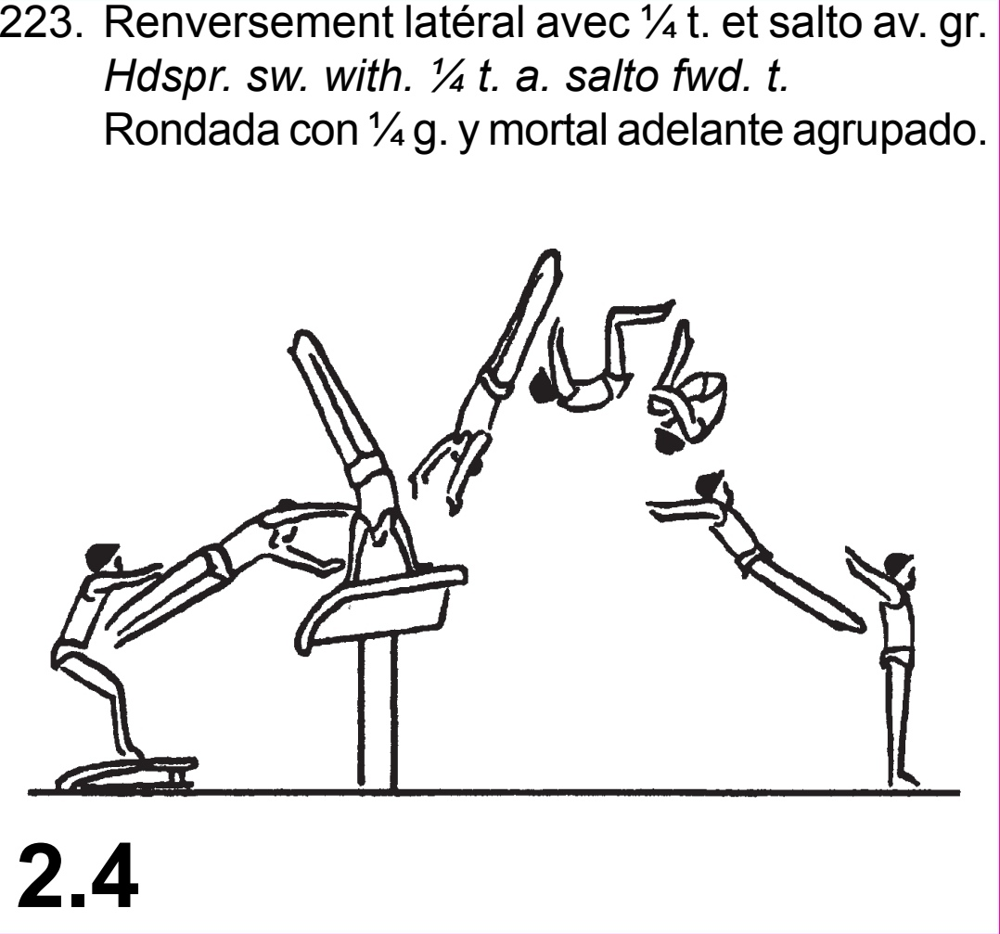 223. Renversement latéral avec ¼ t. et salto av. gr.
Hdspr. sw. with. ¼ t. a. salto fwd. t.
Rondada con ¼ g. y mortal adelante agrupado.
2.4